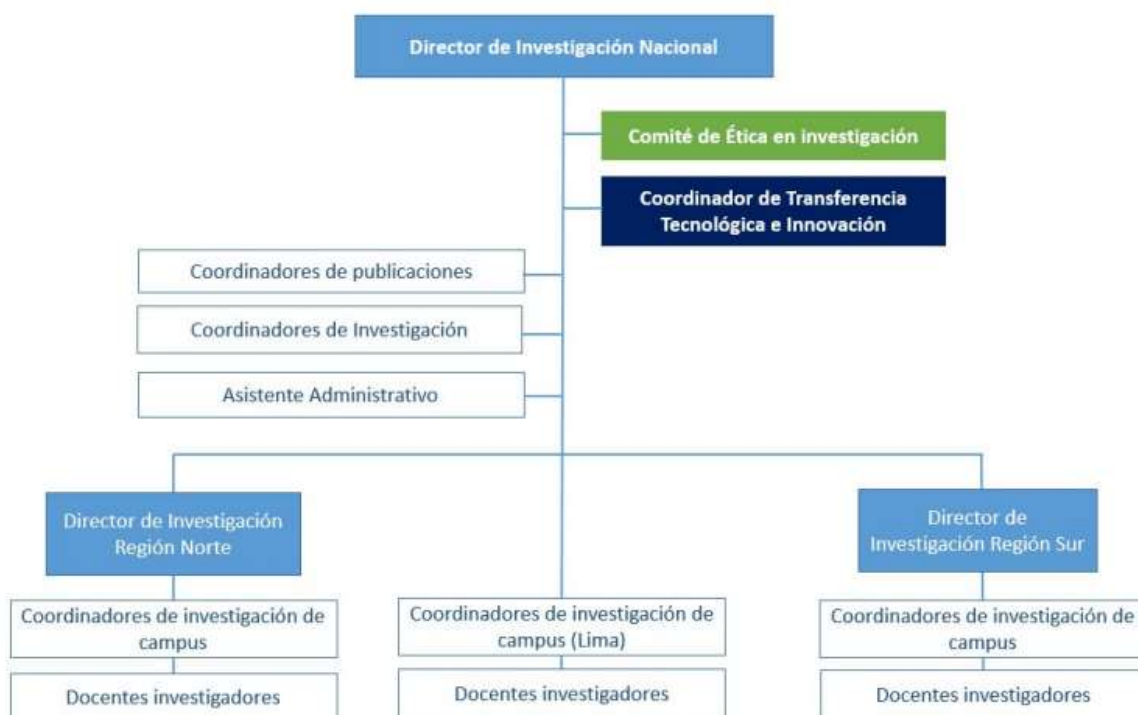 Director de Investigación Nacional
Comité de Ética en investigación
Coordinador de Transferencia
Tecnológica e Innovación
Coordinadores de publicaciones
Coordinadores de Investigación
Asistente Administrativo
Director de Investigación
Región Norte
Director de
Investigación Región Sur
Coordinadores de investigación de
campus
Coordinadores de investigación de
campus (Lima)
Coordinadores de investigación de
campus
Docentes investigadores
Docentes investigadores
Docentes investigadores